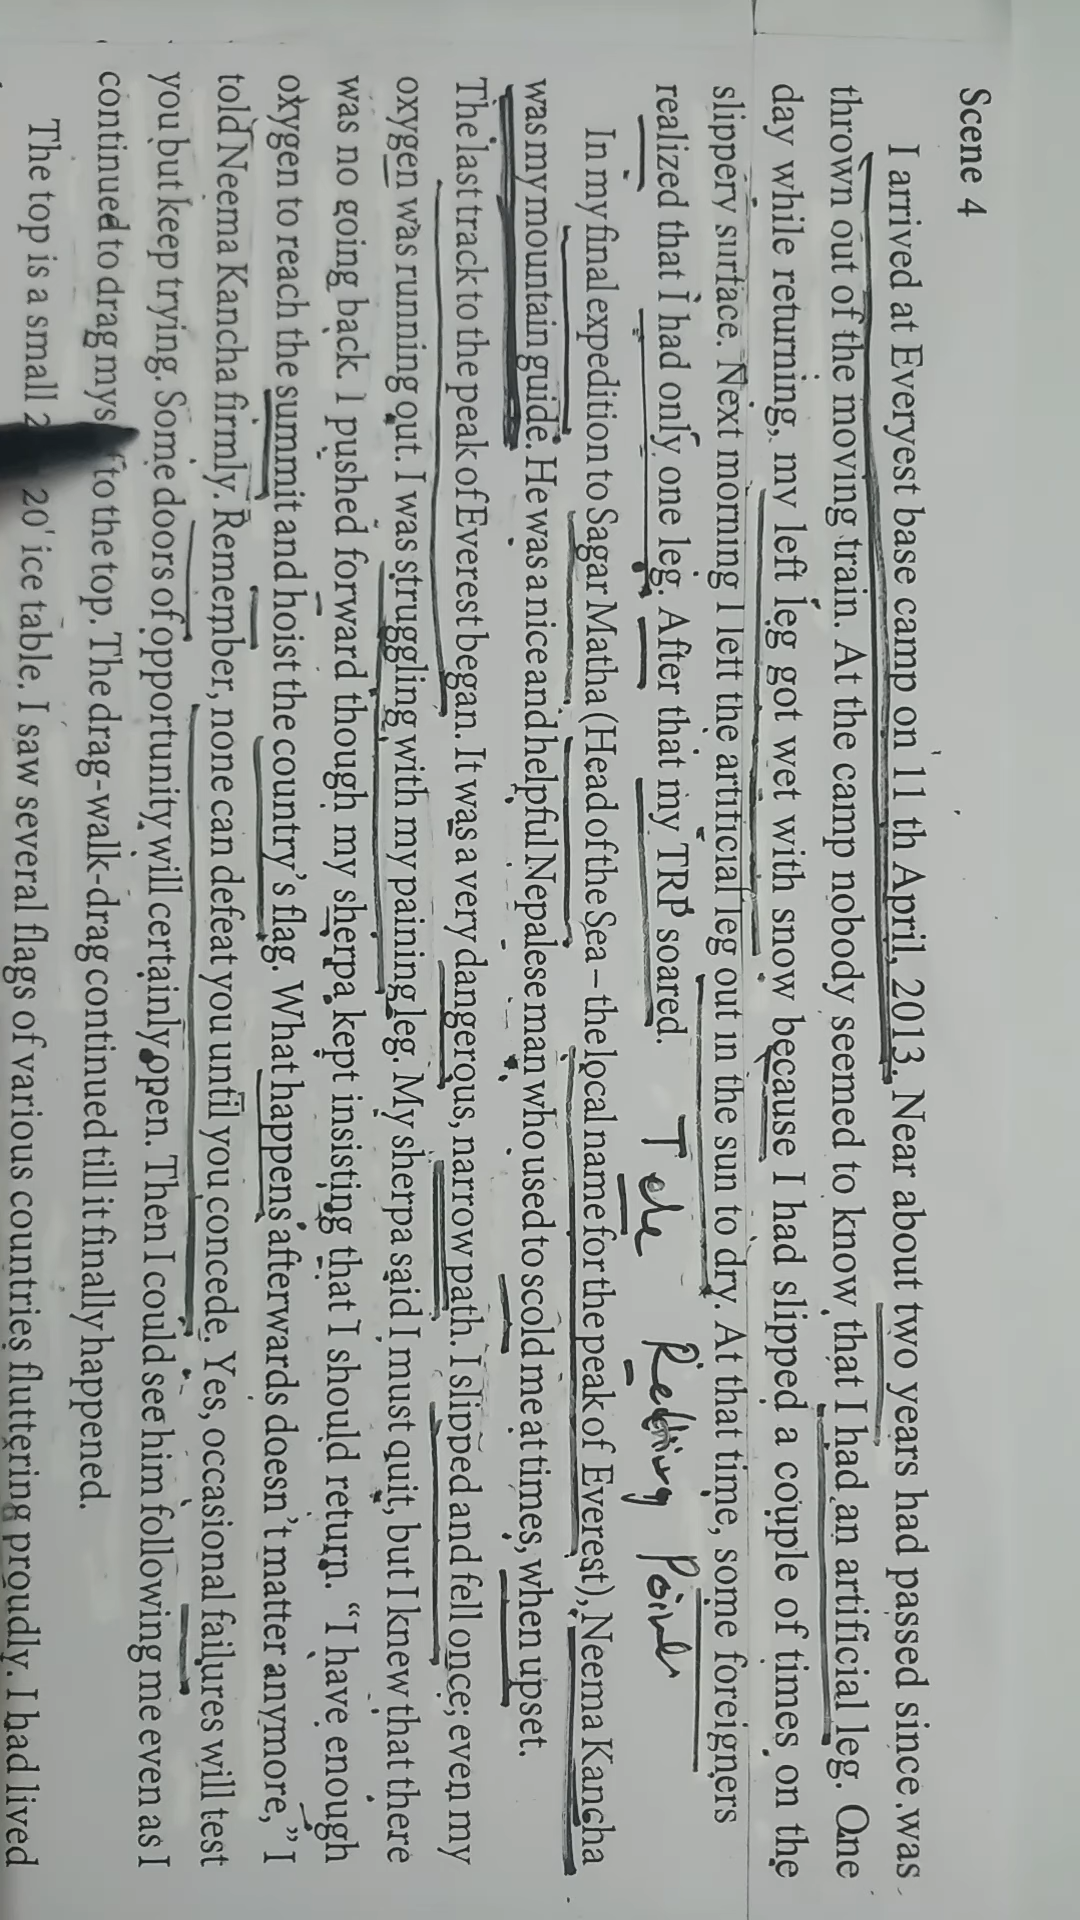 Scene 4
I arrived at Everyest base camp on 11 th April, 2013. Near about two years had passed since was
thrown out of the moving train. At the camp nobody seemed to know that I had an artificial leg. One
day while returning, my left leg got wet with snow because I had slipped a couple of times on the
slippery surface. Next morning I left the artificial leg out in the sun to dry. At that time, some foreigners
realized that I had only one leg. After that my TRP soared. Tele Point
In my final expedition to Sagar Matha (Head of the Sea – the local name for the peak of Everest), Neema Kancha
was my mountain guide. He was a nice and helpful Nepalese man who used to scold me at times, when upset.
The last track to the peak of Everest began. It was a very dangerous, narrow path. I slipped and fell once; even my
oxygen was running out. I was struggling with my paining leg. My sherpa said I must quit, but I knew that there
was no going back. I pushed forward though my sherpa kept insisting that I should return. “I have enough
oxygen to reach the summit and hoist the country’s flag. What happens afterwards doesn’t matter anymore,” I
told Neema Kancha firmly. Remember, none can defeat you until you concede. Yes, occasional failures will test
you but keep trying. Some doors of opportunity will certainly open. Then I could see him following me even as I
continued to drag to the top. The drag-walk-drag continued till it finally happened.
The top is a small 20' ice table. I saw several flags of various countries fluttering proudly. I had lived